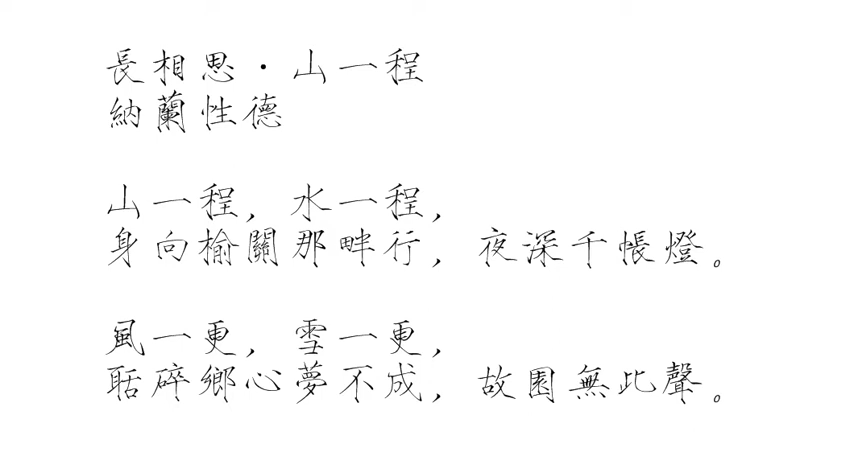 長相思·山一程
納蘭性德
山一程,水一程,
身向榆關那畔行,夜深千帳燈。
風一更,雪一更,
聒碎鄉心夢不成,故園無此聲。